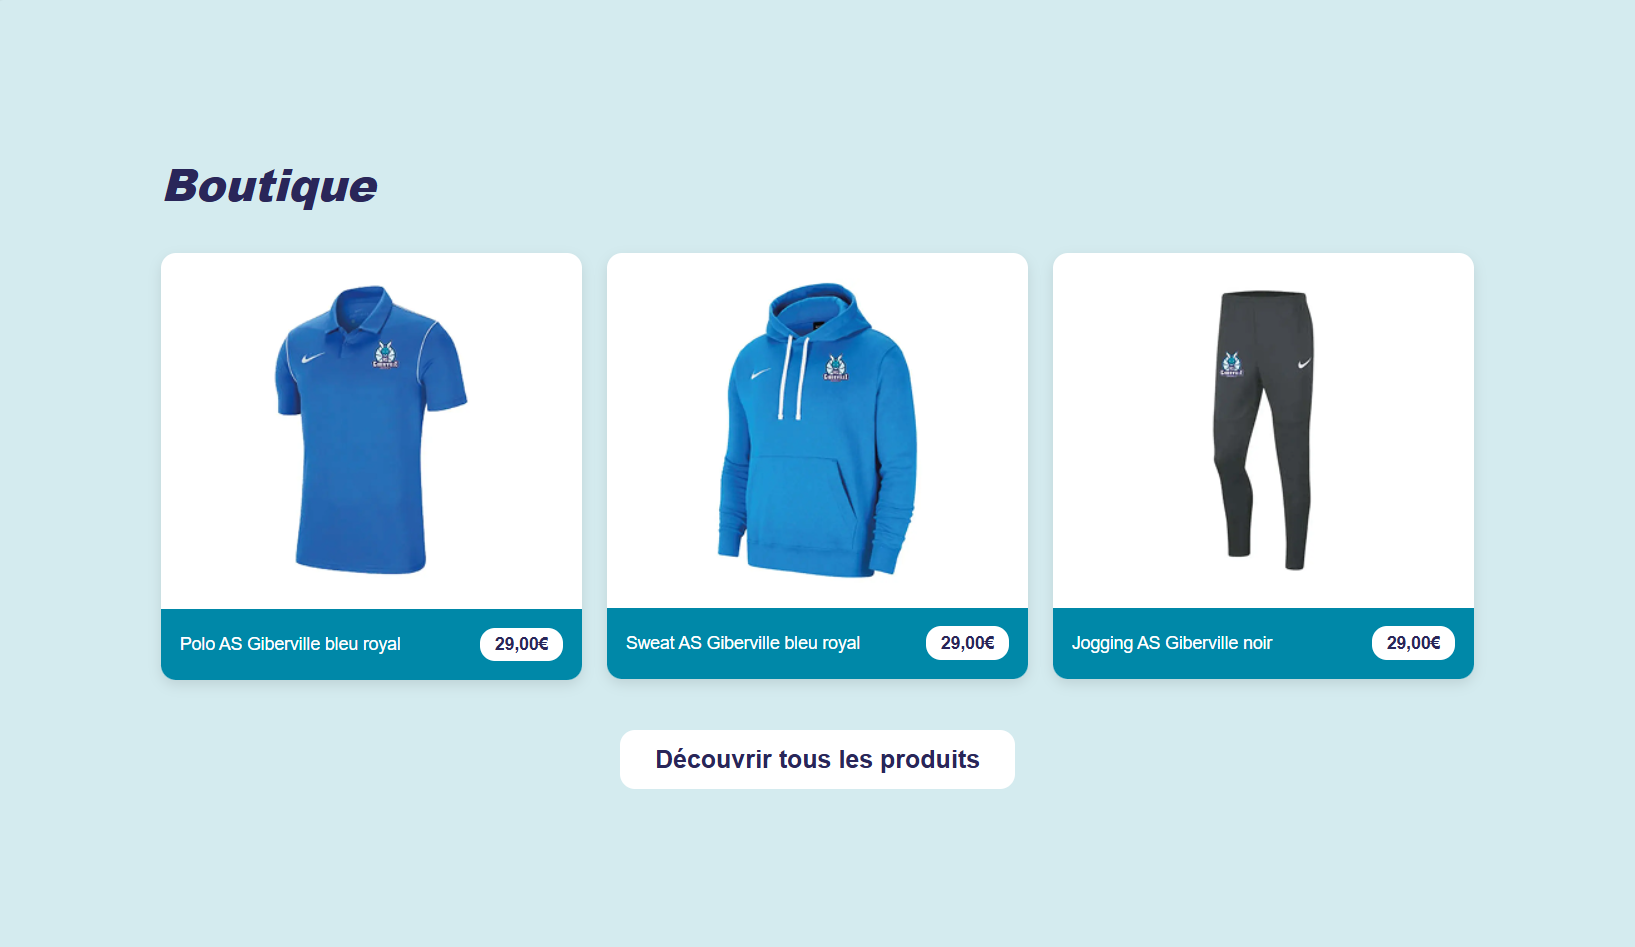 Boutique
Polo AS Giberville bleu royal
29,00€
Sweat AS Giberville bleu royal
29,00€
Jogging AS Giberville noir
29,00€
Découvrir tous les produits